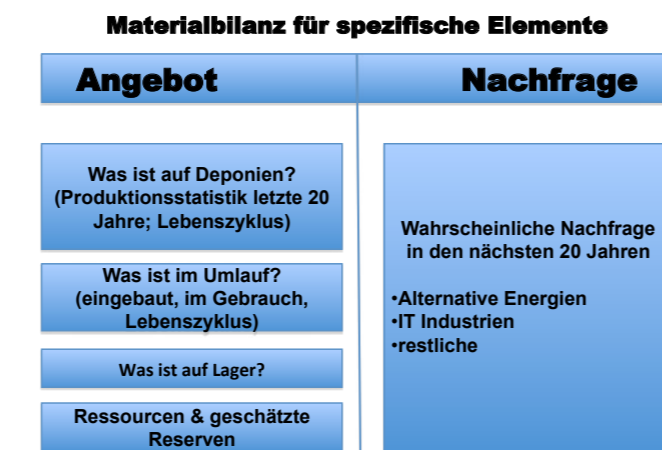 Materialbilanz für spezifische Elemente
Angebot
Nachfrage
Was ist auf Deponien?
(Produktionsstatistik letzte 20
Jahre; Lebenszyklus)
Was ist im Umlauf?
(eingebaut, im Gebrauch,
Lebenszyklus)
Was ist auf Lager?
Ressourcen & geschätzte
Reserven
Wahrscheinliche Nachfrage
in den nächsten 20 Jahren
•Alternative Energien
•IT Industrien
•restliche